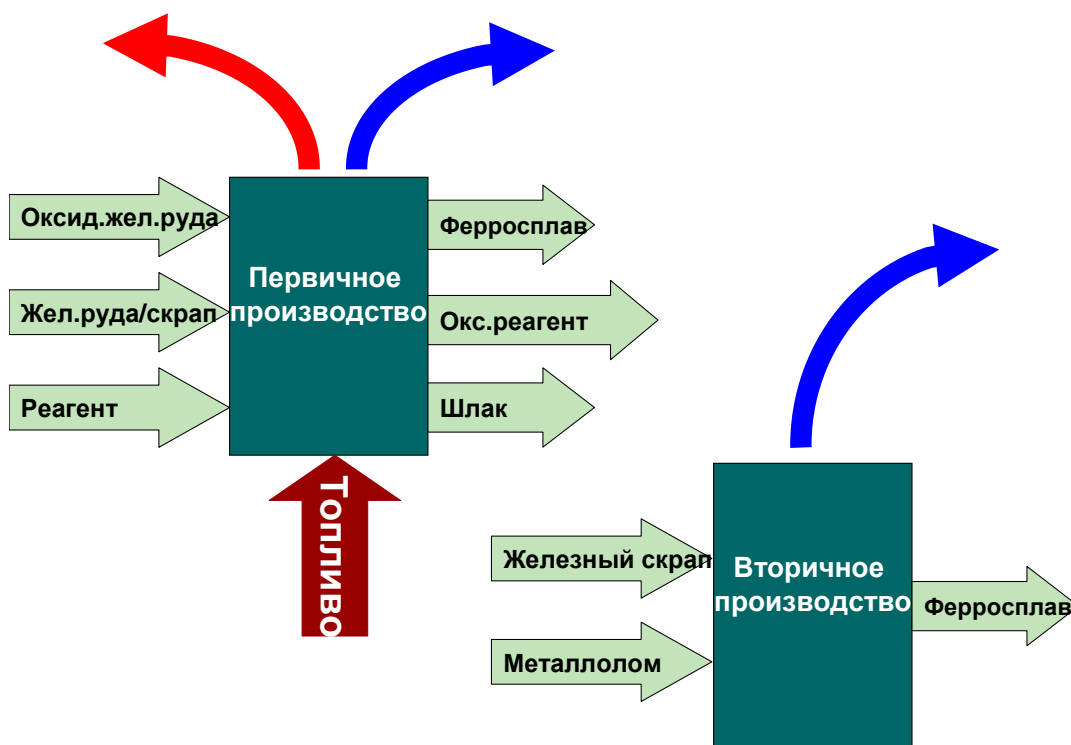 Оксид.жел.руда
Жел.руда/скрап
Реагент
Первичное
производство
Ферросплав
Окс.реагент
Шлак
Топливо
Железный скрап
Металлолом
Вторичное
производство
Ферросплав